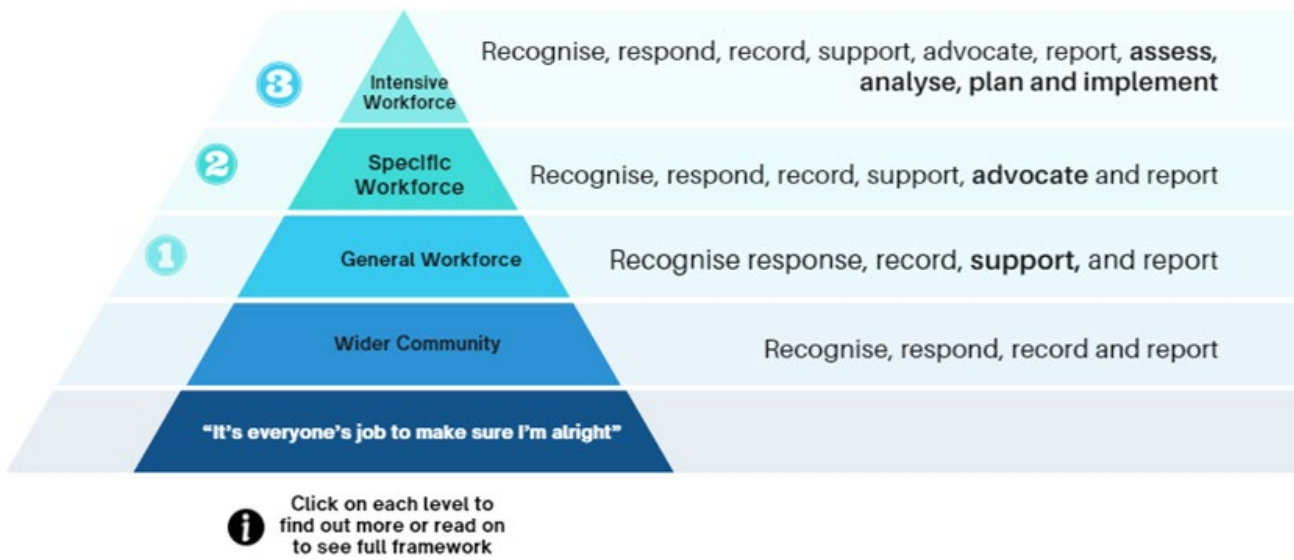 3
Intensive
Workforce
Recognise, respond, record, support, advocate, report, assess,
analyse, plan and implement
2
Specific
Workforce
Recognise, respond, record, support, advocate and report
1
General Workforce
Recognise response, record, support, and report
Wider Community
Recognise, respond, record and report
“It’s everyone’s job to make sure I’m alright”
i
Click on each level to
find out more or read on
to see full framework